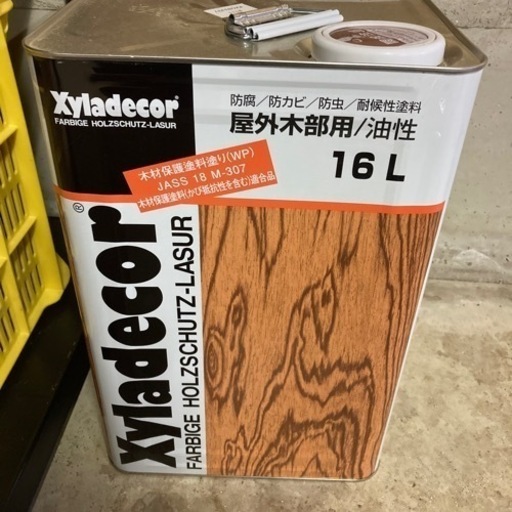 Xyladecor®
FARBIGE HOLZSCHUTZ-LASUR
防腐／防カビ／防虫／耐候性塗料
屋外木部用/油性
16L
木材保護塗料塗り(WP)
JASS 18 M-307
木材保護塗料(かび抵抗性を含む)適合品
Xyladecor®
FARBIGE HOLZSCHUTZ-LASUR